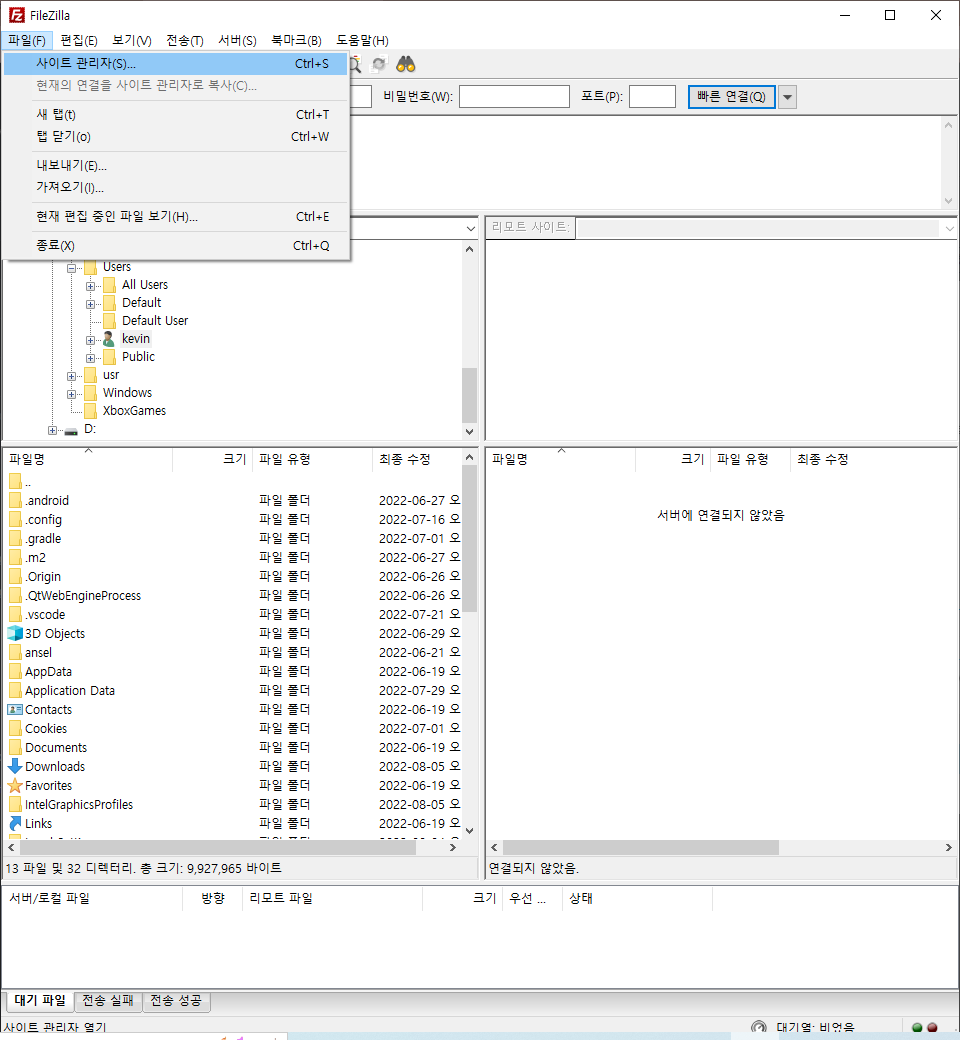 FileZilla
파일(F) 편집(E) 보기(V) 전송(T) 서버(S) 북마크(B) 도움말(H)
사이트 관리자(S)... Ctrl+S
현재의 연결을 사이트 관리자로 복사(C)...
새 탭(t) Ctrl+T
탭 닫기(o) Ctrl+W
내보내기(E)...
가져오기(I)...
현재 편집 중인 파일 보기(H)... Ctrl+E
종료(X) Ctrl+Q
비밀번호(W): 포트(P): 빠른 연결(Q)
리모트 사이트:
Users
All Users
Default
Default User
kevin
Public
usr
Windows
XboxGames
D:
파일명 크기 파일 유형 최종 수정
..
.android 파일 폴더 2022-06-27 오
.config 파일 폴더 2022-07-16 오
.gradle 파일 폴더 2022-07-01 오
.m2 파일 폴더 2022-06-27 오
.Origin 파일 폴더 2022-06-26 오
.QtWebEngineProcess 파일 폴더 2022-06-26 오
.vscode 파일 폴더 2022-07-21 오
3D Objects 파일 폴더 2022-06-29 오
ansel 파일 폴더 2022-06-21 오
AppData 파일 폴더 2022-06-19 오
Application Data 파일 폴더 2022-07-29 오
Contacts 파일 폴더 2022-06-19 오
Cookies 파일 폴더 2022-07-01 오
Documents 파일 폴더 2022-06-19 오
Downloads 파일 폴더 2022-08-05 오
Favorites 파일 폴더 2022-06-19 오
IntelGraphicsProfiles 파일 폴더 2022-08-05 오
Links 파일 폴더 2022-06-19 오
13 파일 및 32 디렉터리. 총 크기: 9,927,965 바이트
파일명 크기 파일 유형 최종 수정
서버에 연결되지 않았음
연결되지 않았음.
서버/로컬 파일 방향 리모트 파일 크기 우선 ... 상태
대기 파일 전송 실패 전송 성공
사이트 관리자 열기 대기열: 비었음